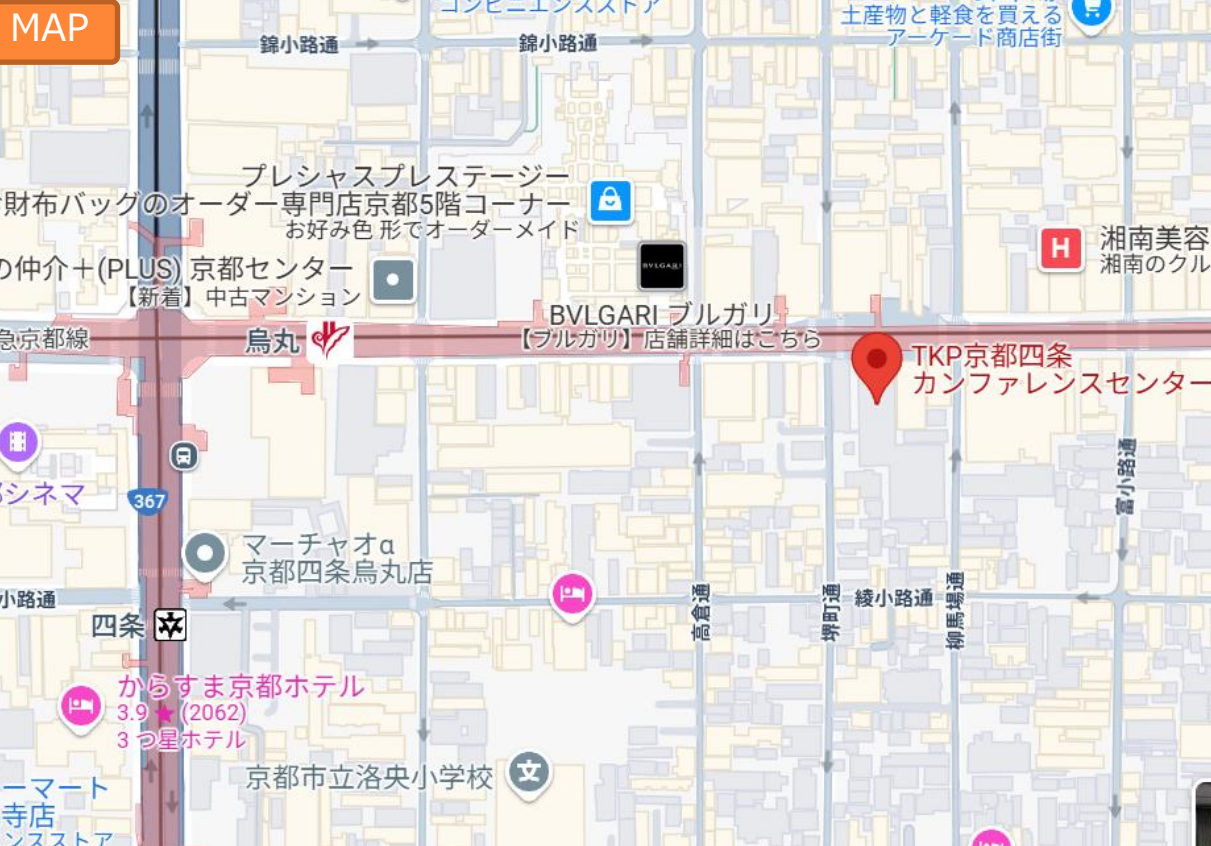 MAP
コンビニエンスストア
土産物と軽食を買える
アーケード商店街
錦小路通
錦小路通
プレシャスプレステージー
財布バッグのオーダー専門店京都5階コーナー
お好み色 形でオーダーメイド
の仲介+(PLUS) 京都センター
【新着】中古マンション
湘南美容
湘南のクル
BVLGARI
BVLGARI ブルガリ
【ブルガリ】店舗詳細はこちら
急京都線
烏丸
TKP京都四条
カンファレンスセンター
シネマ
367
富小路通
マーチャオα
京都四条烏丸店
小路通
高倉通
堺町通
綾小路通
柳馬場通
四条
からすま京都ホテル
3.9 ★ (2062)
3 つ星ホテル
京都市立洛央小学校
文
H
ーマート
寺店
ンスストア